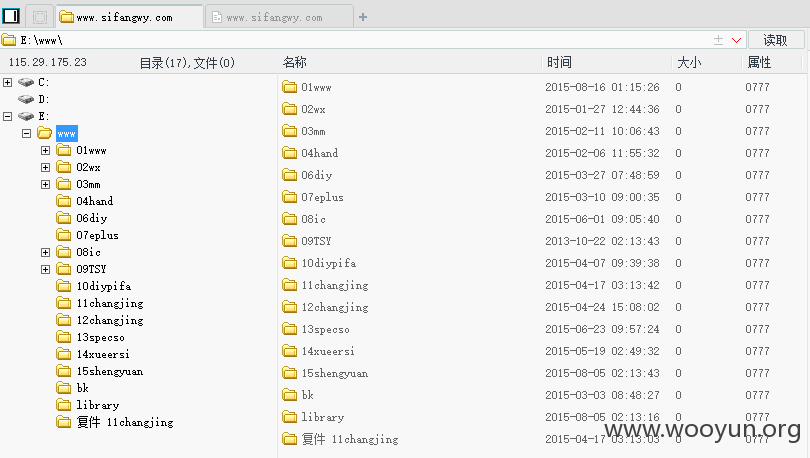 www.sifangwy.com www.sifangwy.com
E:\www\ 读取
115.29.175.23 目录(17),文件(0) 名称 时间 大小 属性
C:
D:
E:
www
01www
02wx
03mm
04hand
06diy
07eplus
08ic
09TSY
10diypifa
11changjing
12changjing
13specso
14xueersi
15shengyuan
bk
library
复件 11changjing
01www 2015-08-16 01:15:26 0 0777
02wx 2015-01-27 12:44:36 0 0777
03mm 2015-02-11 10:06:43 0 0777
04hand 2015-02-06 11:55:32 0 0777
06diy 2015-03-27 07:48:59 0 0777
07eplus 2015-03-10 09:00:35 0 0777
08ic 2015-06-01 09:05:40 0 0777
09TSY 2013-10-22 02:13:43 0 0777
10diypifa 2015-04-07 09:39:38 0 0777
11changjing 2015-04-17 03:13:42 0 0777
12changjing 2015-04-24 15:08:02 0 0777
13specso 2015-06-23 09:57:24 0 0777
14xueersi 2015-05-19 02:49:32 0 0777
15shengyuan 2015-08-05 02:13:43 0 0777
bk 2015-03-03 08:48:27 0 0777
library 2015-08-05 02:13:16 0 0777
复件 11changjing 2015-04-17 03:13:03 0 0777
www.wooyun.org